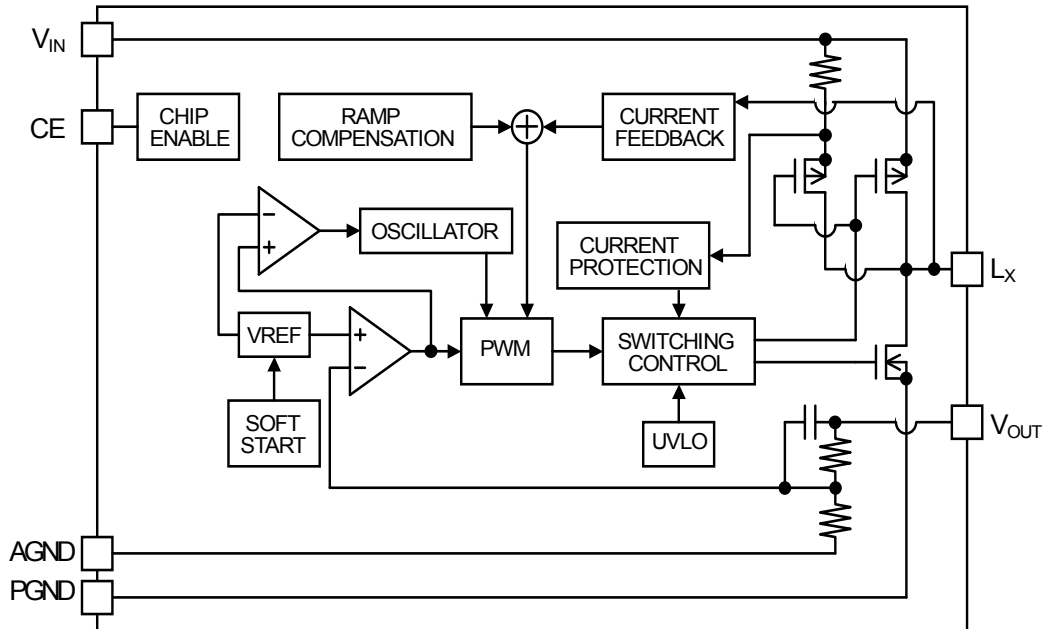 VIN
CE
CHIP
ENABLE
RAMP
COMPENSATION
+
CURRENT
FEEDBACK
−
+
OSCILLATOR
CURRENT
PROTECTION
LX
VREF
+
−
PWM
SWITCHING
CONTROL
SOFT
START
UVLO
VOUT
AGND
PGND